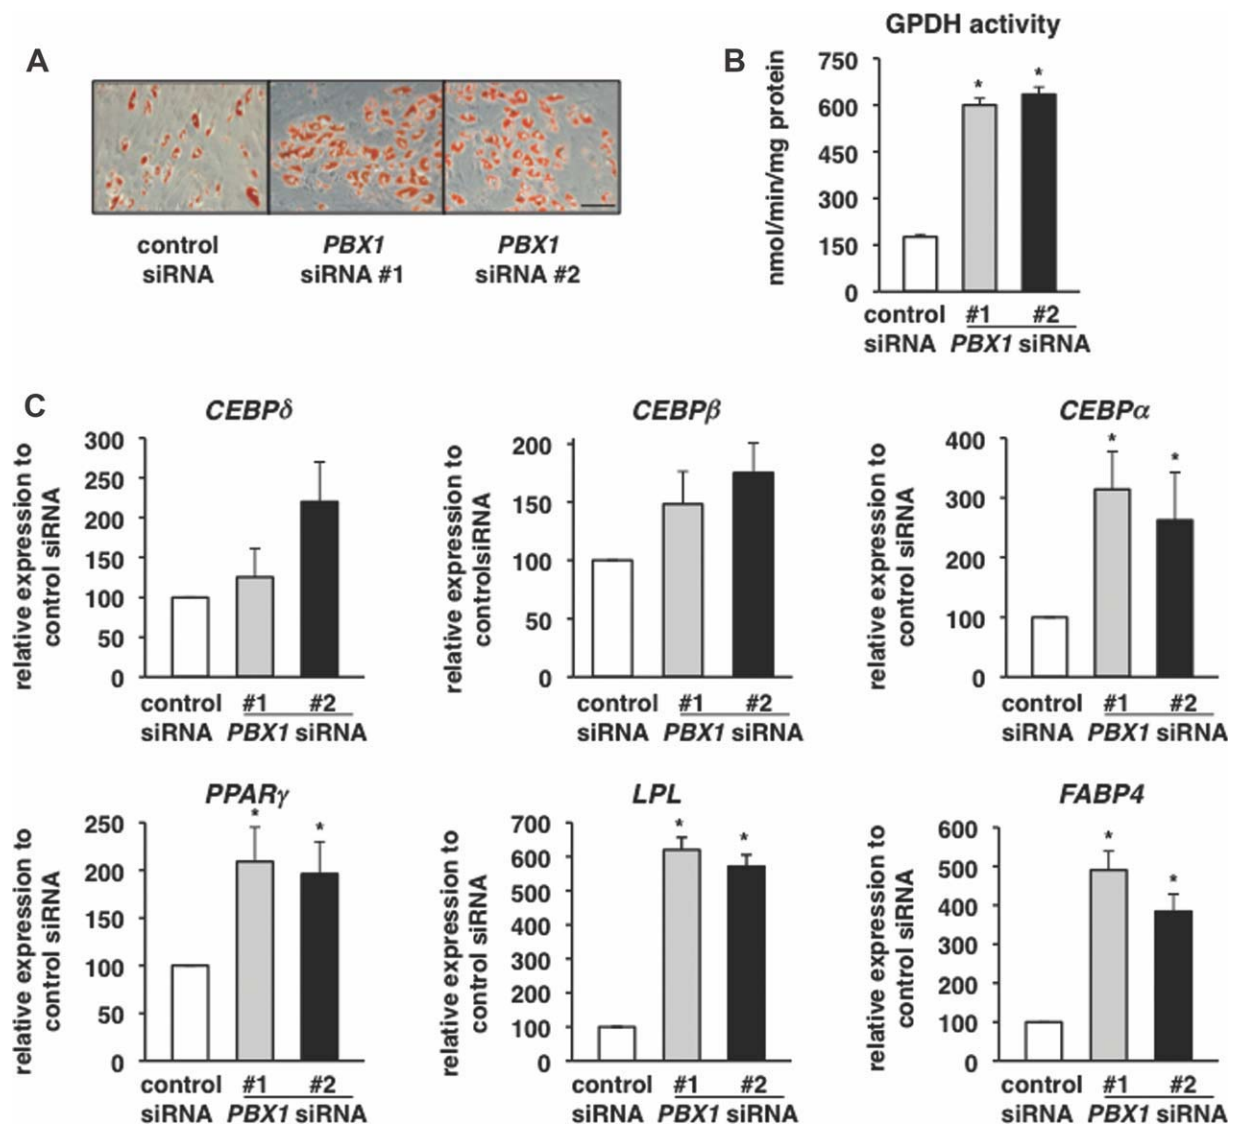 A
control
siRNA
PBX1
siRNA #1
PBX1
siRNA #2
B
GPDH activity
nmol/min/mg protein
750
600
450
300
150
0
control #1 #2
siRNA PBX1 siRNA
C
CEBPδ
relative expression to
control siRNA
300
250
200
150
100
50
0
control #1 #2
siRNA PBX1 siRNA
CEBPβ
relative expression to
controlsiRNA
200
150
100
50
0
control #1 #2
siRNA PBX1 siRNA
CEBPα
relative expression to
control siRNA
400
300
200
100
0
* *
control #1 #2
siRNA PBX1 siRNA
PPARγ
relative expression to
control siRNA
250
200
150
100
50
0
* *
control #1 #2
siRNA PBX1 siRNA
LPL
relative expression to
control siRNA
700
600
500
400
300
200
100
0
* *
control #1 #2
siRNA PBX1 siRNA
FABP4
relative expression to
control siRNA
600
500
400
300
200
100
0
* *
control #1 #2
siRNA PBX1 siRNA